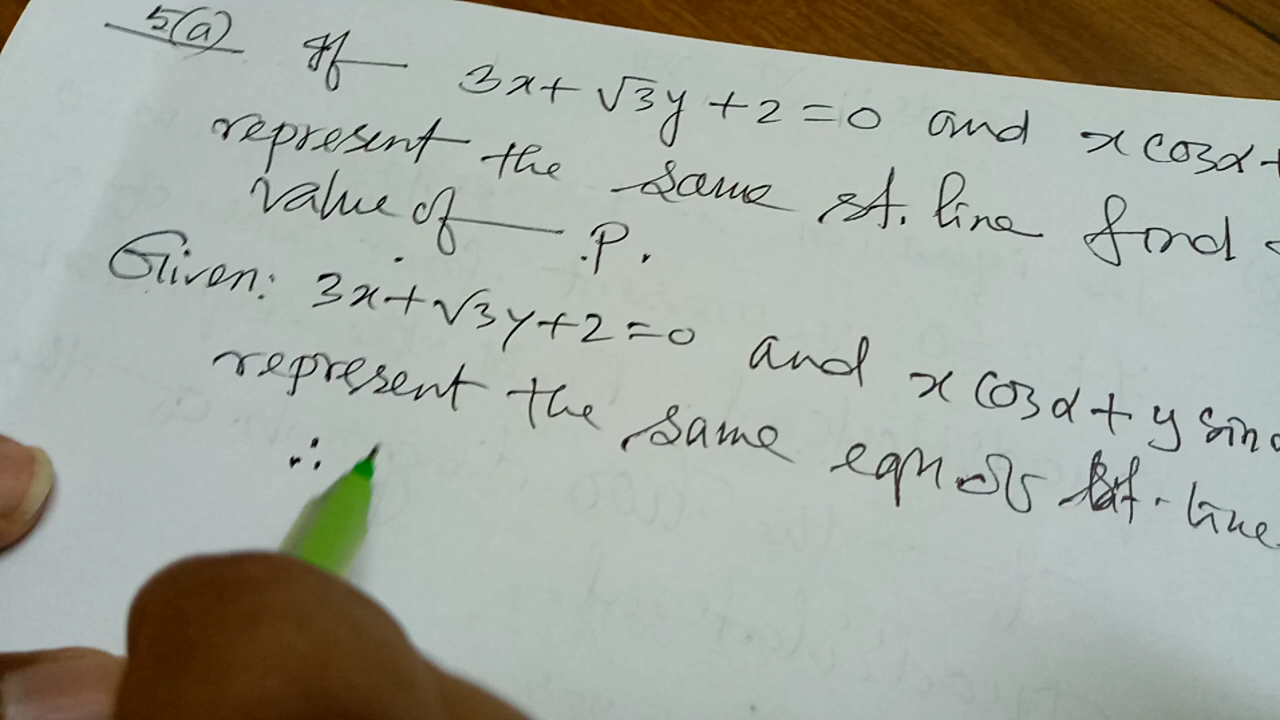 5(a) If 3x+√3y+2=0 and x cosα+
represent the same st. line find
value of P.
Given: 3x+√3y+2=0 and x cosα+y sin
represent the same eqn of st. line
∴